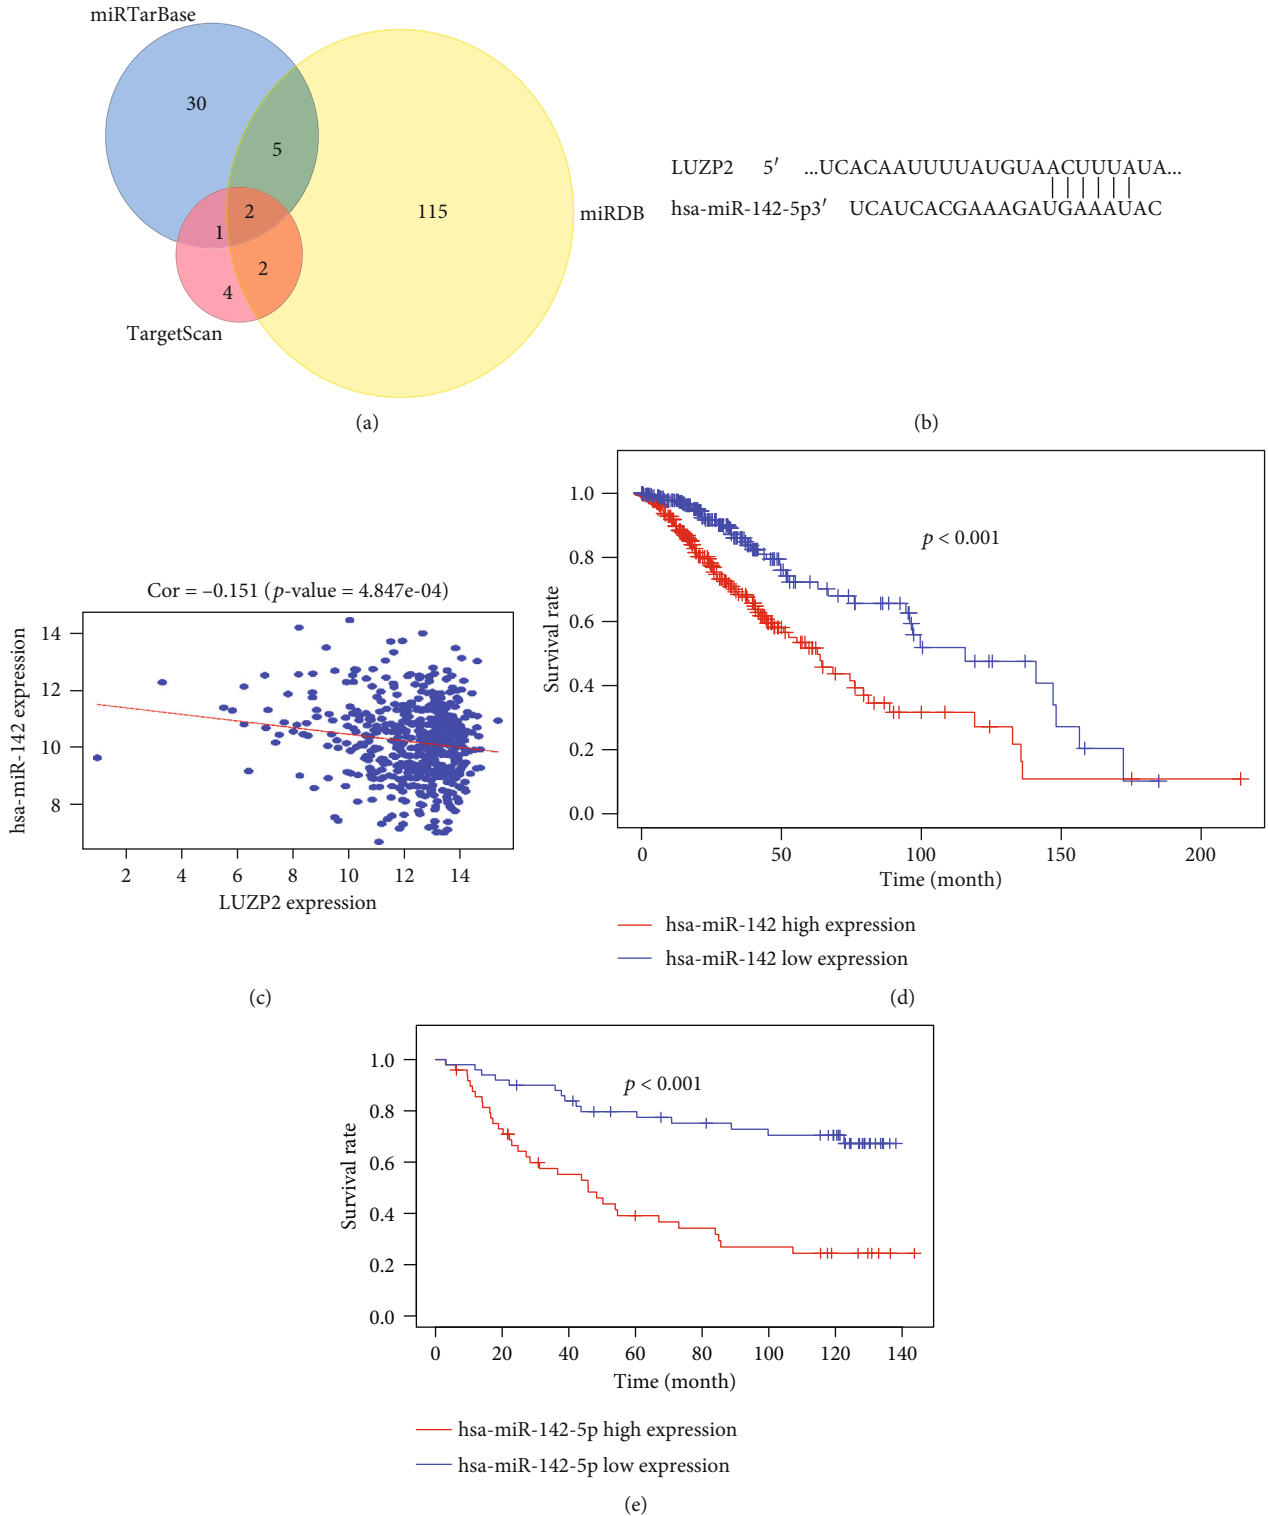 miRTarBase
30
5
2
1
115
miRDB
2
4
TargetScan
(a)
LUZP2 5′ ...UCACAAUUUUAUGUAACUUUAUA...
hsa-miR-142-5p3′ UCAUCACGAAAGAUGAAAUAC
(b)
Cor = –0.151 (p-value = 4.847e-04)
hsa-miR-142 expression
14
12
10
8
2 4 6 8 10 12 14
LUZP2 expression
(c)
Survival rate
1.0
0.8
0.6
0.4
0.2
0.0
p < 0.001
0 50 100 150 200
Time (month)
hsa-miR-142 high expression
hsa-miR-142 low expression
(d)
Survival rate
1.0
0.8
0.6
0.4
0.2
0.0
p < 0.001
0 20 40 60 80 100 120 140
Time (month)
hsa-miR-142-5p high expression
hsa-miR-142-5p low expression
(e)